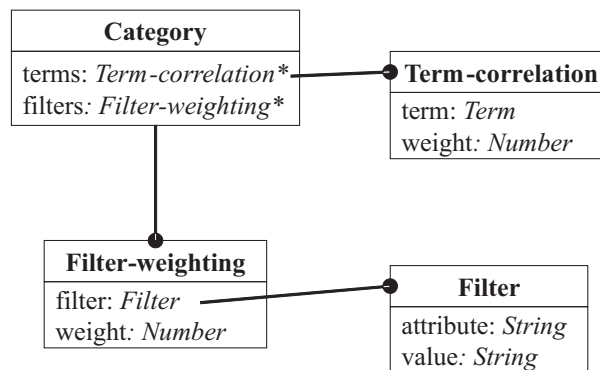 Category
terms: Term-correlation*
filters: Filter-weighting*
Term-correlation
term: Term
weight: Number
Filter-weighting
filter: Filter
weight: Number
Filter
attribute: String
value: String